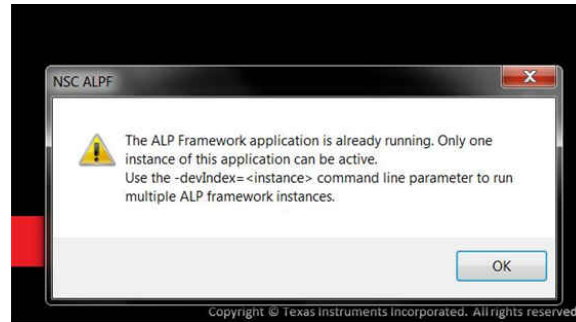 NSC ALPF
The ALP Framework application is already running. Only one
instance of this application can be active.
Use the -devIndex=<instance> command line parameter to run
multiple ALP framework instances.
OK
Copyright © Texas Instruments Incorporated. All rights reserved